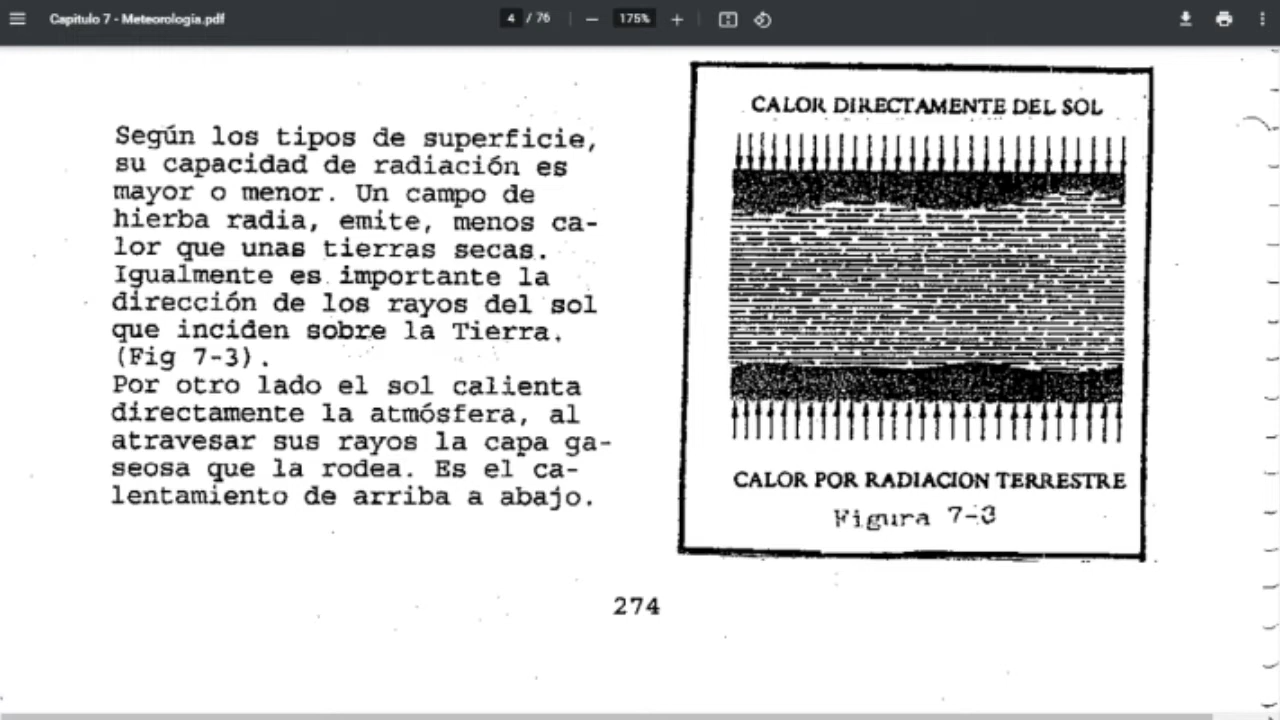 Capitulo 7 - Meteorologia.pdf
4 / 76
175%
Según los tipos de superficie,
su capacidad de radiación es
mayor o menor. Un campo de
hierba radia, emite, menos ca-
lor que unas tierras secas.
Igualmente es importante la
dirección de los rayos del sol
que inciden sobre la Tierra.
(Fig 7-3).
Por otro lado el sol calienta
directamente la atmósfera, al
atravesar sus rayos la capa ga-
seosa que la rodea. Es el ca-
lentamiento de arriba a abajo.
CALOR DIRECTAMENTE DEL SOL
CALOR POR RADIACION TERRESTRE
Figura 7-3
274